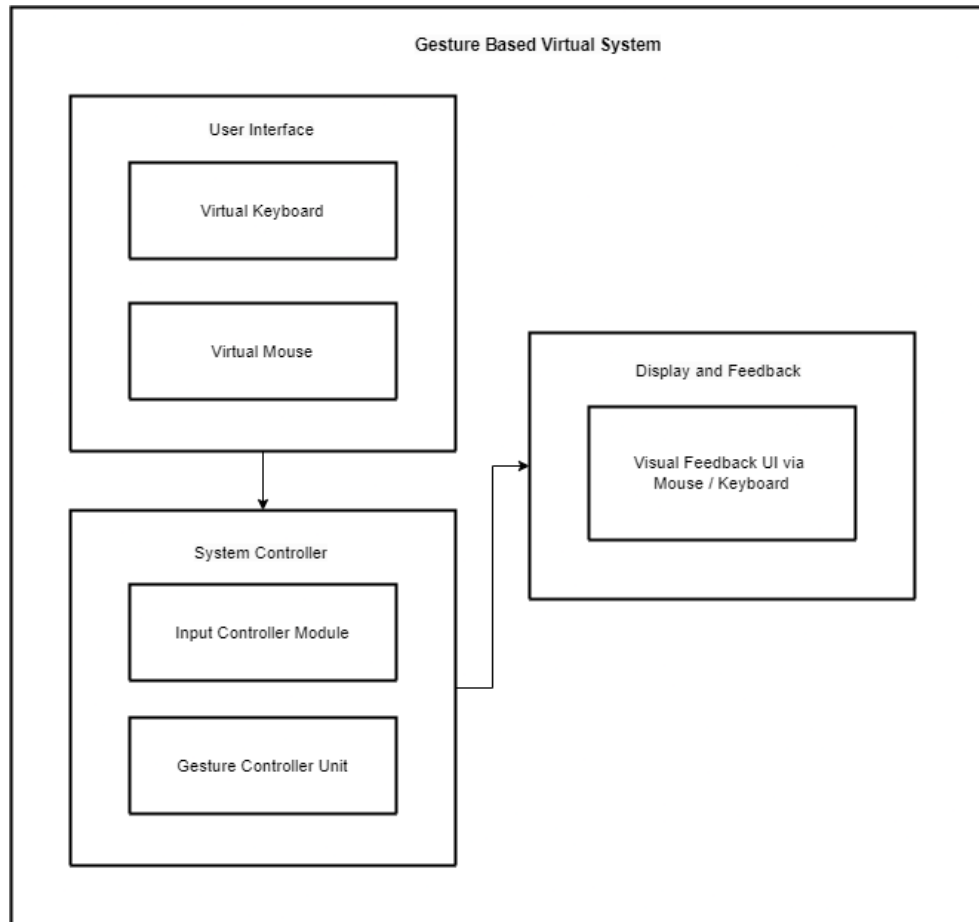 Gesture Based Virtual System
User Interface
Virtual Keyboard
Virtual Mouse
Display and Feedback
Visual Feedback UI via
Mouse / Keyboard
System Controller
Input Controller Module
Gesture Controller Unit